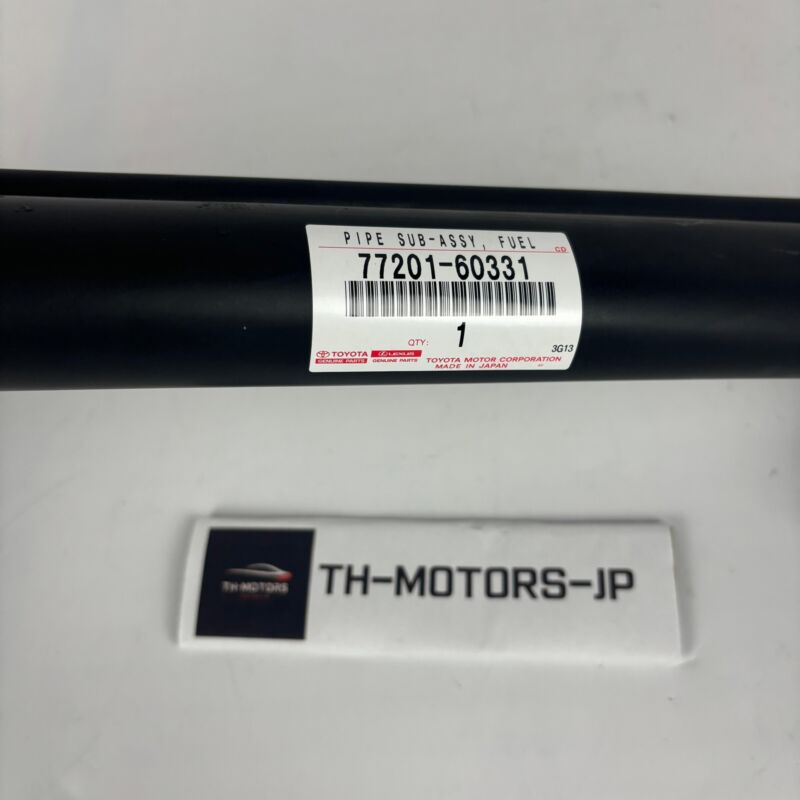 PIPE SUB-ASSY, FUEL
CD
77201-60331
QTY: 1
3G13
TOYOTA LEXUS TOYOTA MOTOR CORPORATION
GENUINE PARTS GENUINE PARTS MADE IN JAPAN
TH-MOTORS
TH-MOTORS-JP